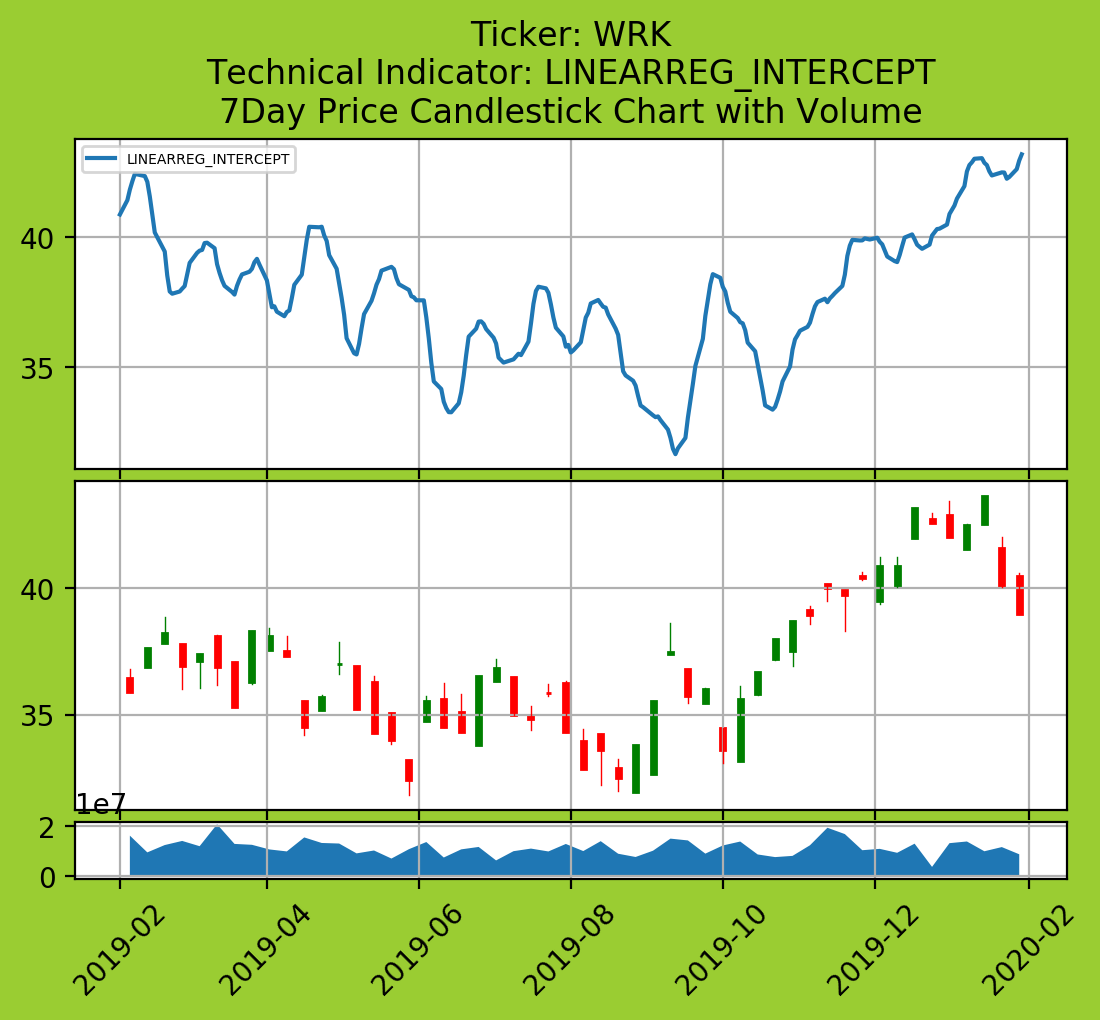 Ticker: WRK
Technical Indicator: LINEARREG_INTERCEPT
7Day Price Candlestick Chart with Volume
LINEARREG_INTERCEPT
40
35
40
35
1e7
2
0
2019-02
2019-04
2019-06
2019-08
2019-10
2019-12
2020-02